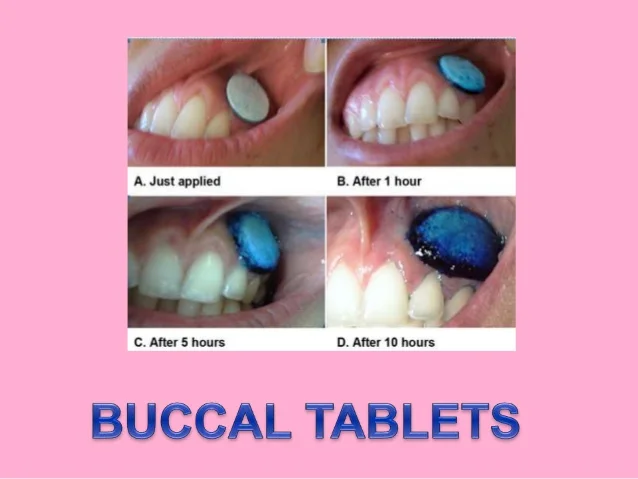 A. Just applied
B. After 1 hour
C. After 5 hours
D. After 10 hours
BUCCAL TABLETS